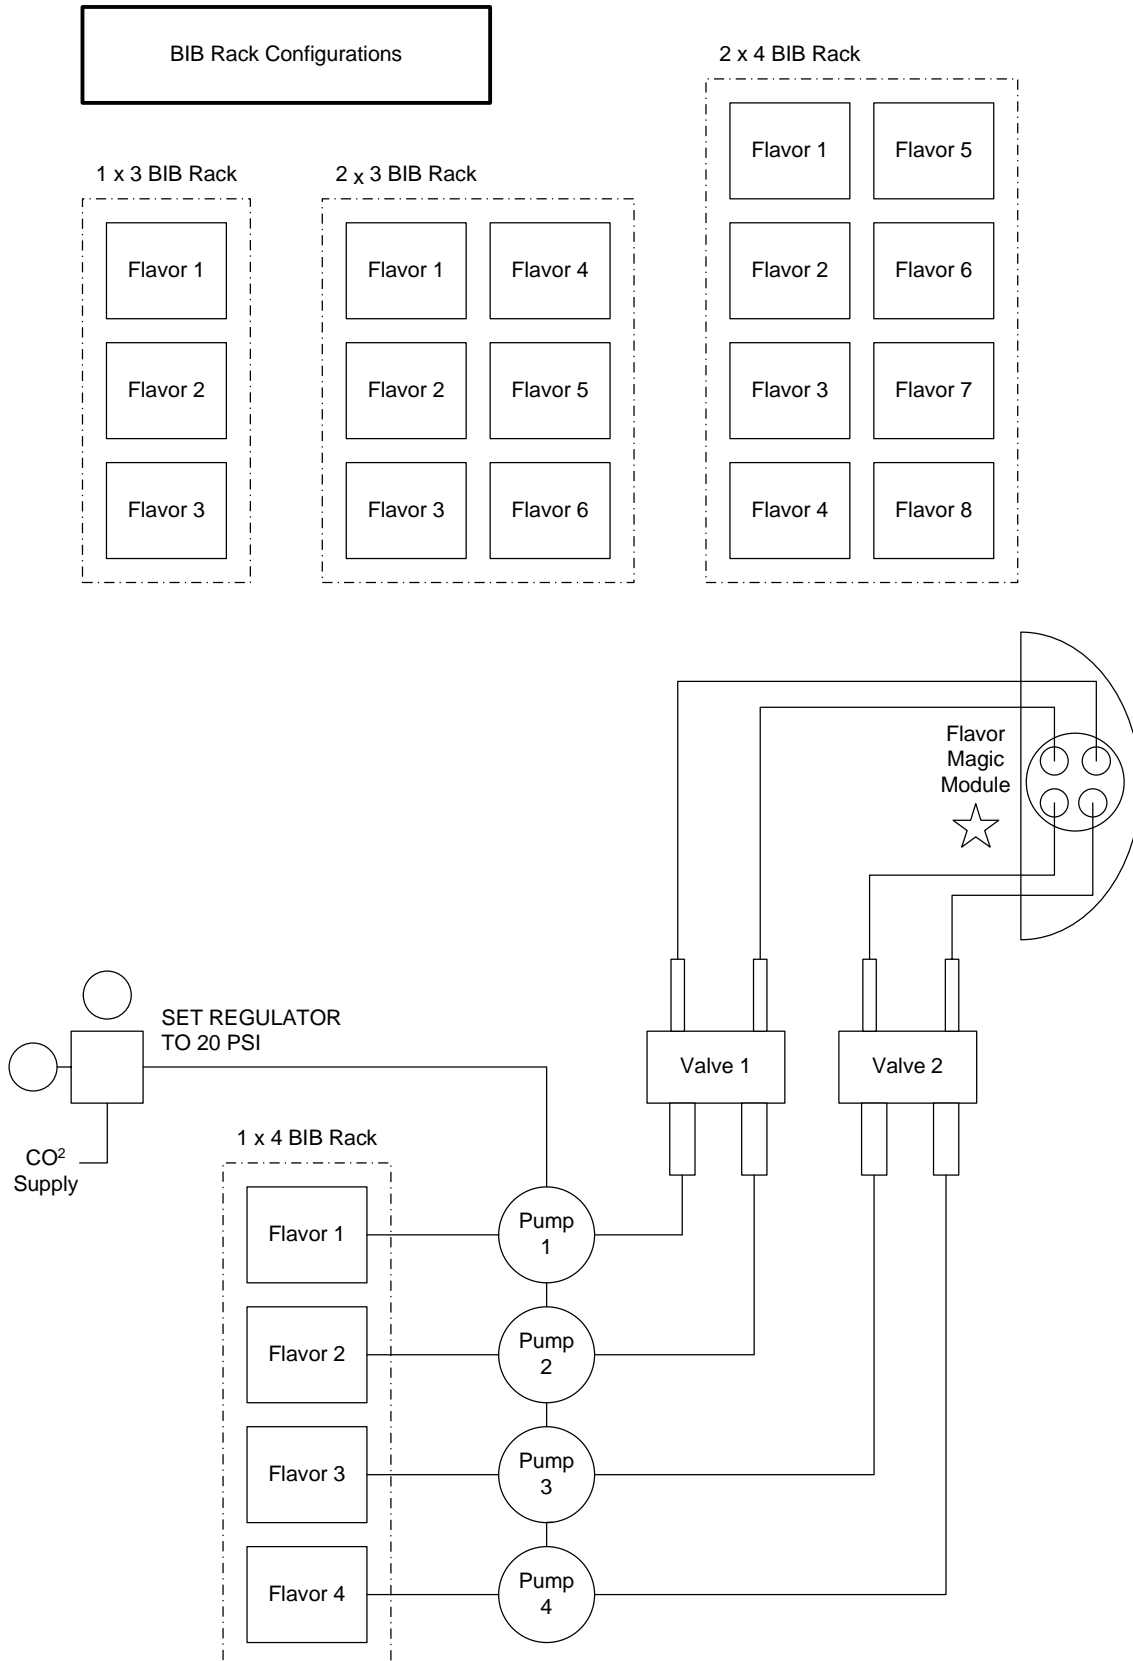 BIB Rack Configurations
2 x 4 BIB Rack
Flavor 1
Flavor 5
Flavor 2
Flavor 6
Flavor 3
Flavor 7
Flavor 4
Flavor 8
1 x 3 BIB Rack
Flavor 1
Flavor 2
Flavor 3
2 x 3 BIB Rack
Flavor 1
Flavor 4
Flavor 2
Flavor 5
Flavor 3
Flavor 6
Flavor
Magic
Module
SET REGULATOR
TO 20 PSI
Valve 1
Valve 2
CO²
Supply
1 x 4 BIB Rack
Flavor 1
Pump
1
Flavor 2
Pump
2
Flavor 3
Pump
3
Flavor 4
Pump
4